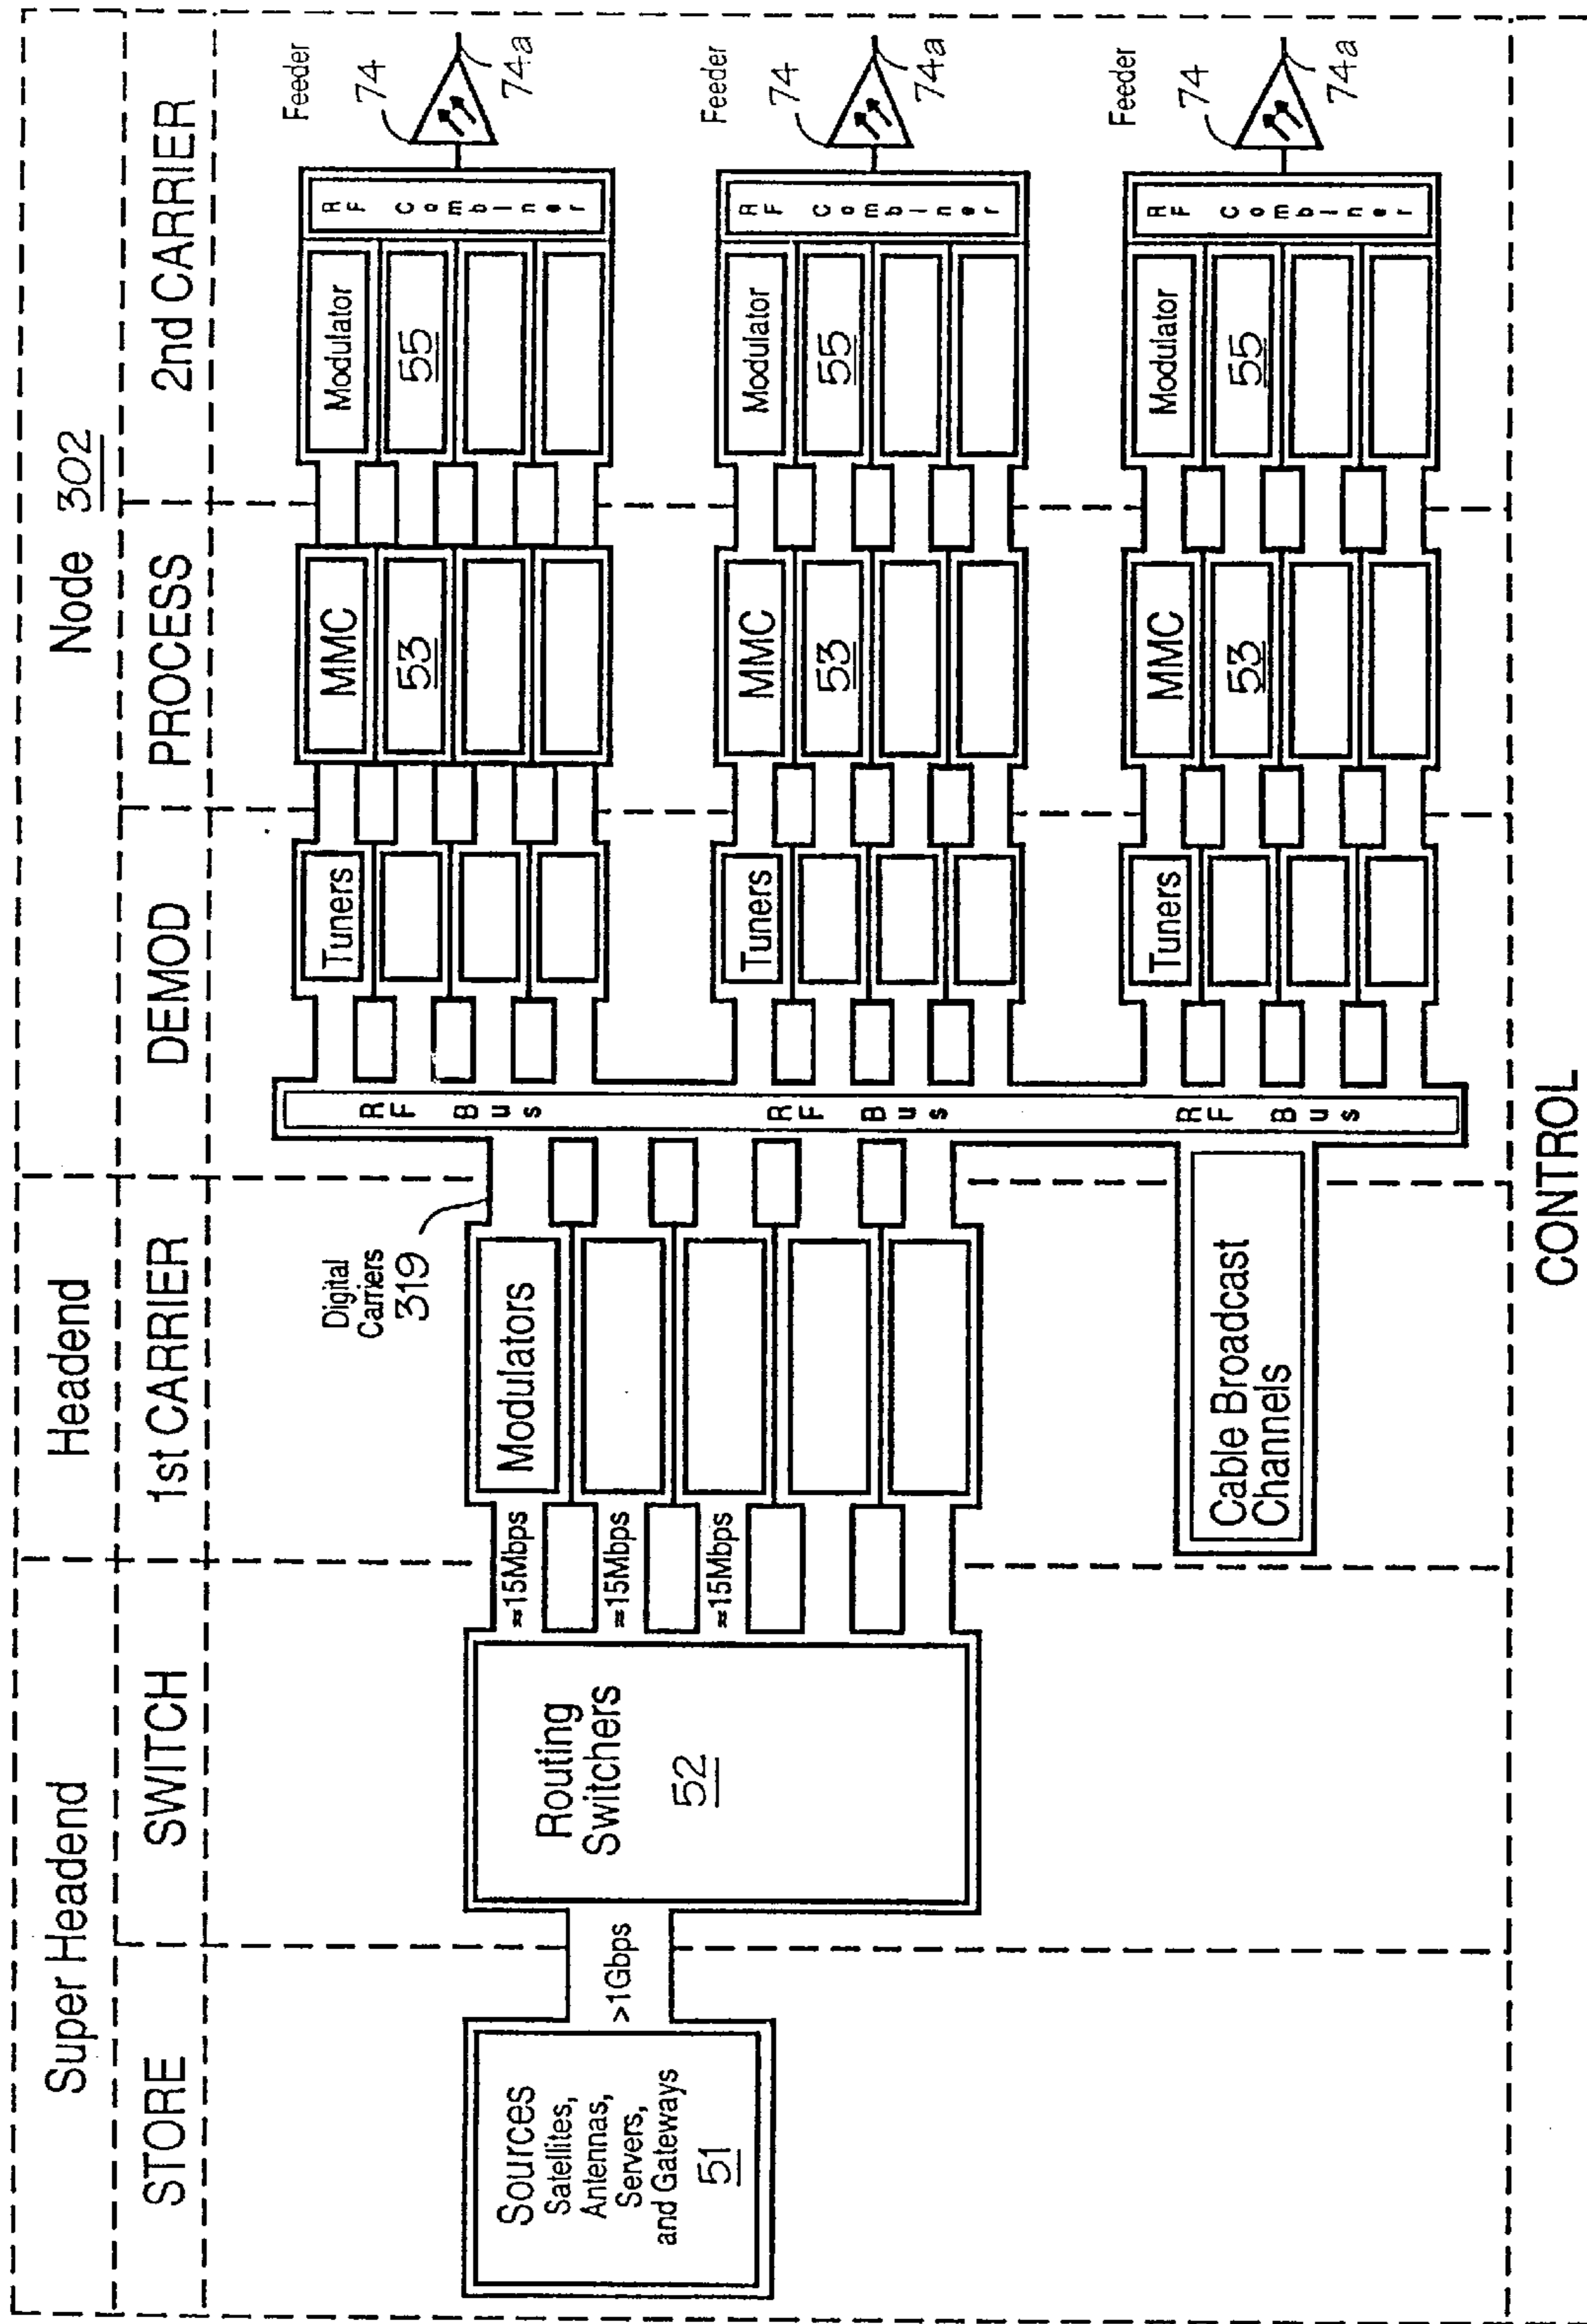 Super Headend
Headend
Node 302
STORE
SWITCH
1st CARRIER
DEMOD
PROCESS
2nd CARRIER
Sources
Satellites,
Antennas,
Servers,
and Gateways
51
>1Gbps
Routing
Switchers
52
≈15Mbps
≈15Mbps
≈15Mbps
Modulators
Digital
Carriers
319
Cable Broadcast
Channels
RF Bus
RF Bus
RF Bus
Tuners
MMC
53
Modulator
55
RF Combiner
Feeder
74
74a
Tuners
MMC
53
Modulator
55
RF Combiner
Feeder
74
74a
Tuners
MMC
53
Modulator
55
RF Combiner
Feeder
74
74a
CONTROL